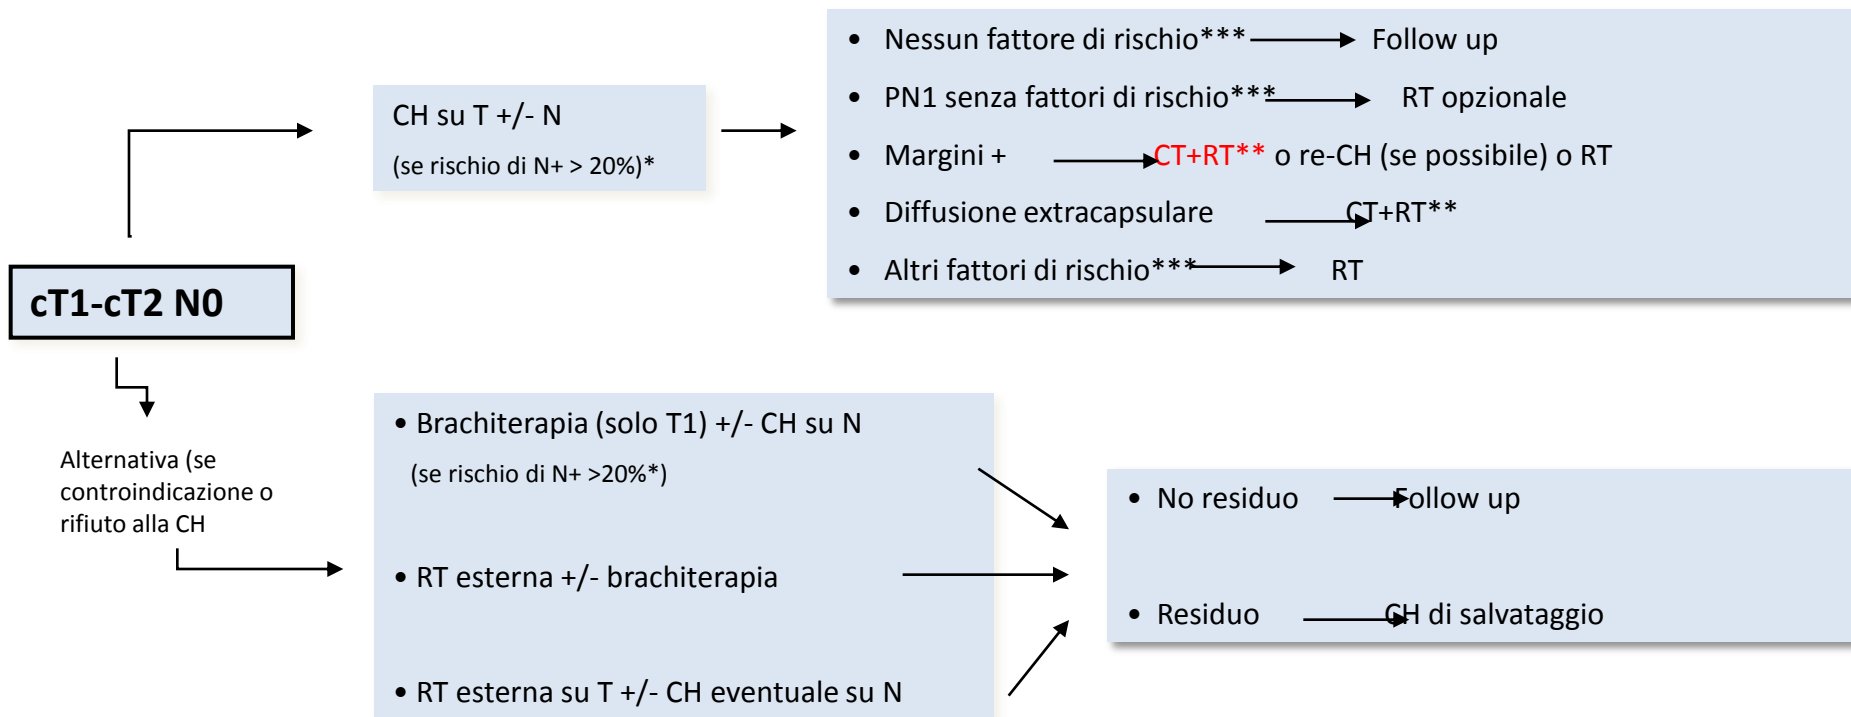 • Nessun fattore di rischio*** Follow up
• PN1 senza fattori di rischio*** RT opzionale
• Margini + CT+RT** o re-CH (se possibile) o RT
• Diffusione extracapsulare CT+RT**
• Altri fattori di rischio*** RT
CH su T +/- N
(se rischio di N+ > 20%)*
cT1-cT2 N0
Alternativa (se
controindicazione o
rifiuto alla CH
• Brachiterapia (solo T1) +/- CH su N
(se rischio di N+ >20%*)
• RT esterna +/- brachiterapia
• RT esterna su T +/- CH eventuale su N
• No residuo Follow up
• Residuo CH di salvataggio